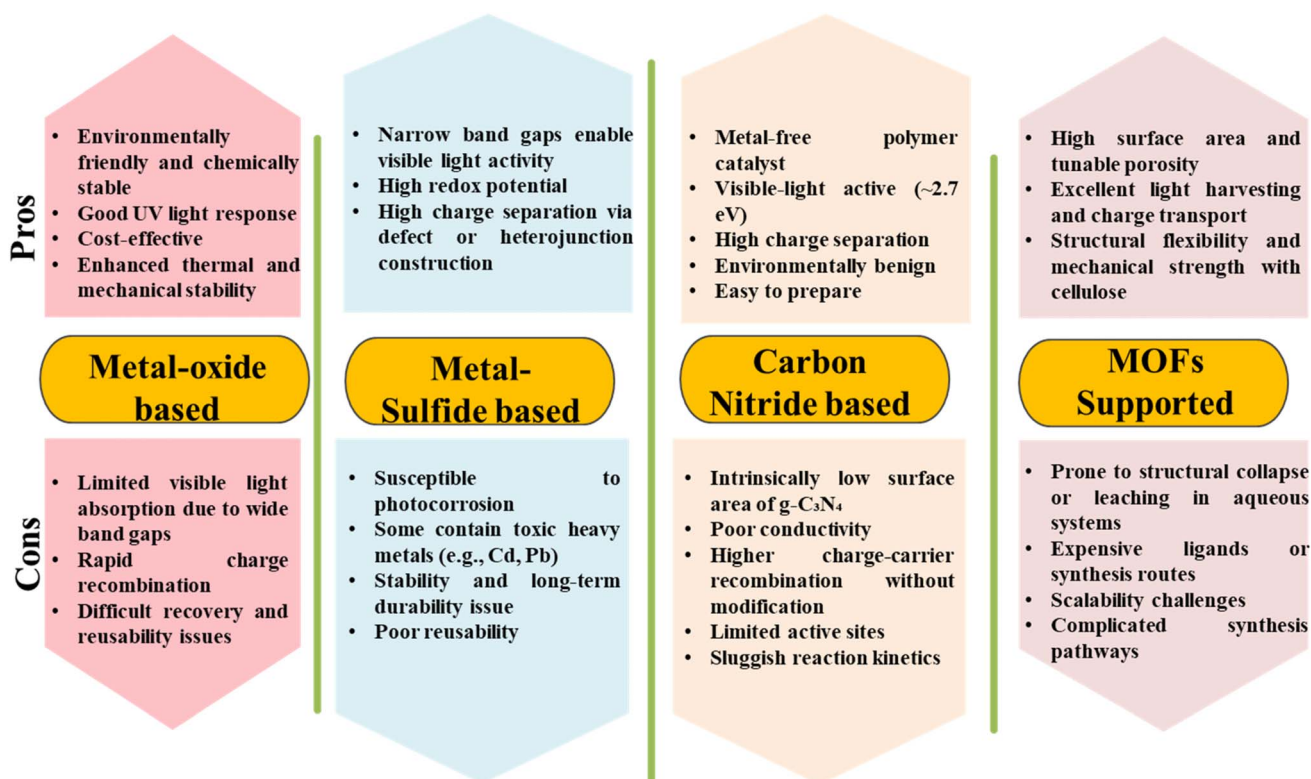 Pros
• Environmentally
friendly and chemically
stable
• Good UV light response
• Cost-effective
• Enhanced thermal and
mechanical stability
Metal-oxide
based
Cons
• Limited visible light
absorption due to wide
band gaps
• Rapid charge
recombination
• Difficult recovery and
reusability issues
• Narrow band gaps enable
visible light activity
• High redox potential
• High charge separation via
defect or heterojunction
construction
Metal-
Sulfide based
• Susceptible to
photocorrosion
• Some contain toxic heavy
metals (e.g., Cd, Pb)
• Stability and long-term
durability issue
• Poor reusability
• Metal-free polymer
catalyst
• Visible-light active (~2.7
eV)
• High charge separation
• Environmentally benign
• Easy to prepare
Carbon
Nitride based
• Intrinsically low surface
area of g-C₃N₄
• Poor conductivity
• Higher charge-carrier
recombination without
modification
• Limited active sites
• Sluggish reaction kinetics
• High surface area and
tunable porosity
• Excellent light harvesting
and charge transport
• Structural flexibility and
mechanical strength with
cellulose
MOFs
Supported
• Prone to structural collapse
or leaching in aqueous
systems
• Expensive ligands or
synthesis routes
• Scalability challenges
• Complicated synthesis
pathways